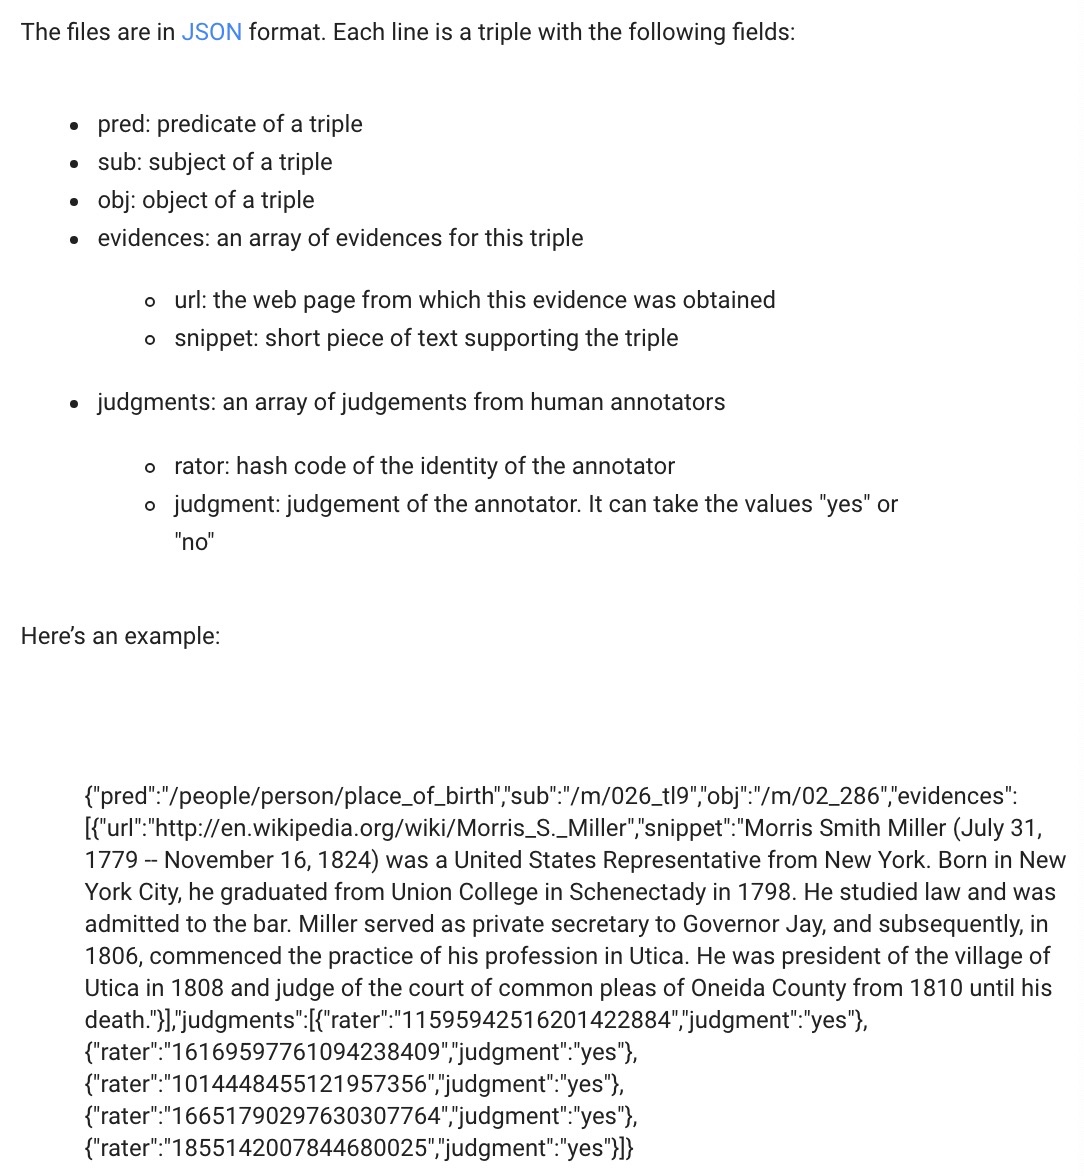 The files are in JSON format. Each line is a triple with the following fields:
• pred: predicate of a triple
• sub: subject of a triple
• obj: object of a triple
• evidences: an array of evidences for this triple
◦ url: the web page from which this evidence was obtained
◦ snippet: short piece of text supporting the triple
• judgments: an array of judgements from human annotators
◦ rator: hash code of the identity of the annotator
◦ judgment: judgement of the annotator. It can take the values "yes" or
"no"
Here’s an example:
{"pred":"/people/person/place_of_birth","sub":"/m/026_tl9","obj":"/m/02_286","evidences":
[{"url":"http://en.wikipedia.org/wiki/Morris_S._Miller","snippet":"Morris Smith Miller (July 31,
1779 -- November 16, 1824) was a United States Representative from New York. Born in New
York City, he graduated from Union College in Schenectady in 1798. He studied law and was
admitted to the bar. Miller served as private secretary to Governor Jay, and subsequently, in
1806, commenced the practice of his profession in Utica. He was president of the village of
Utica in 1808 and judge of the court of common pleas of Oneida County from 1810 until his
death."}],"judgments":[{"rater":"11595942516201422884","judgment":"yes"},
{"rater":"16169597761094238409","judgment":"yes"},
{"rater":"1014448455121957356","judgment":"yes"},
{"rater":"16651790297630307764","judgment":"yes"},
{"rater":"1855142007844680025","judgment":"yes"}]}